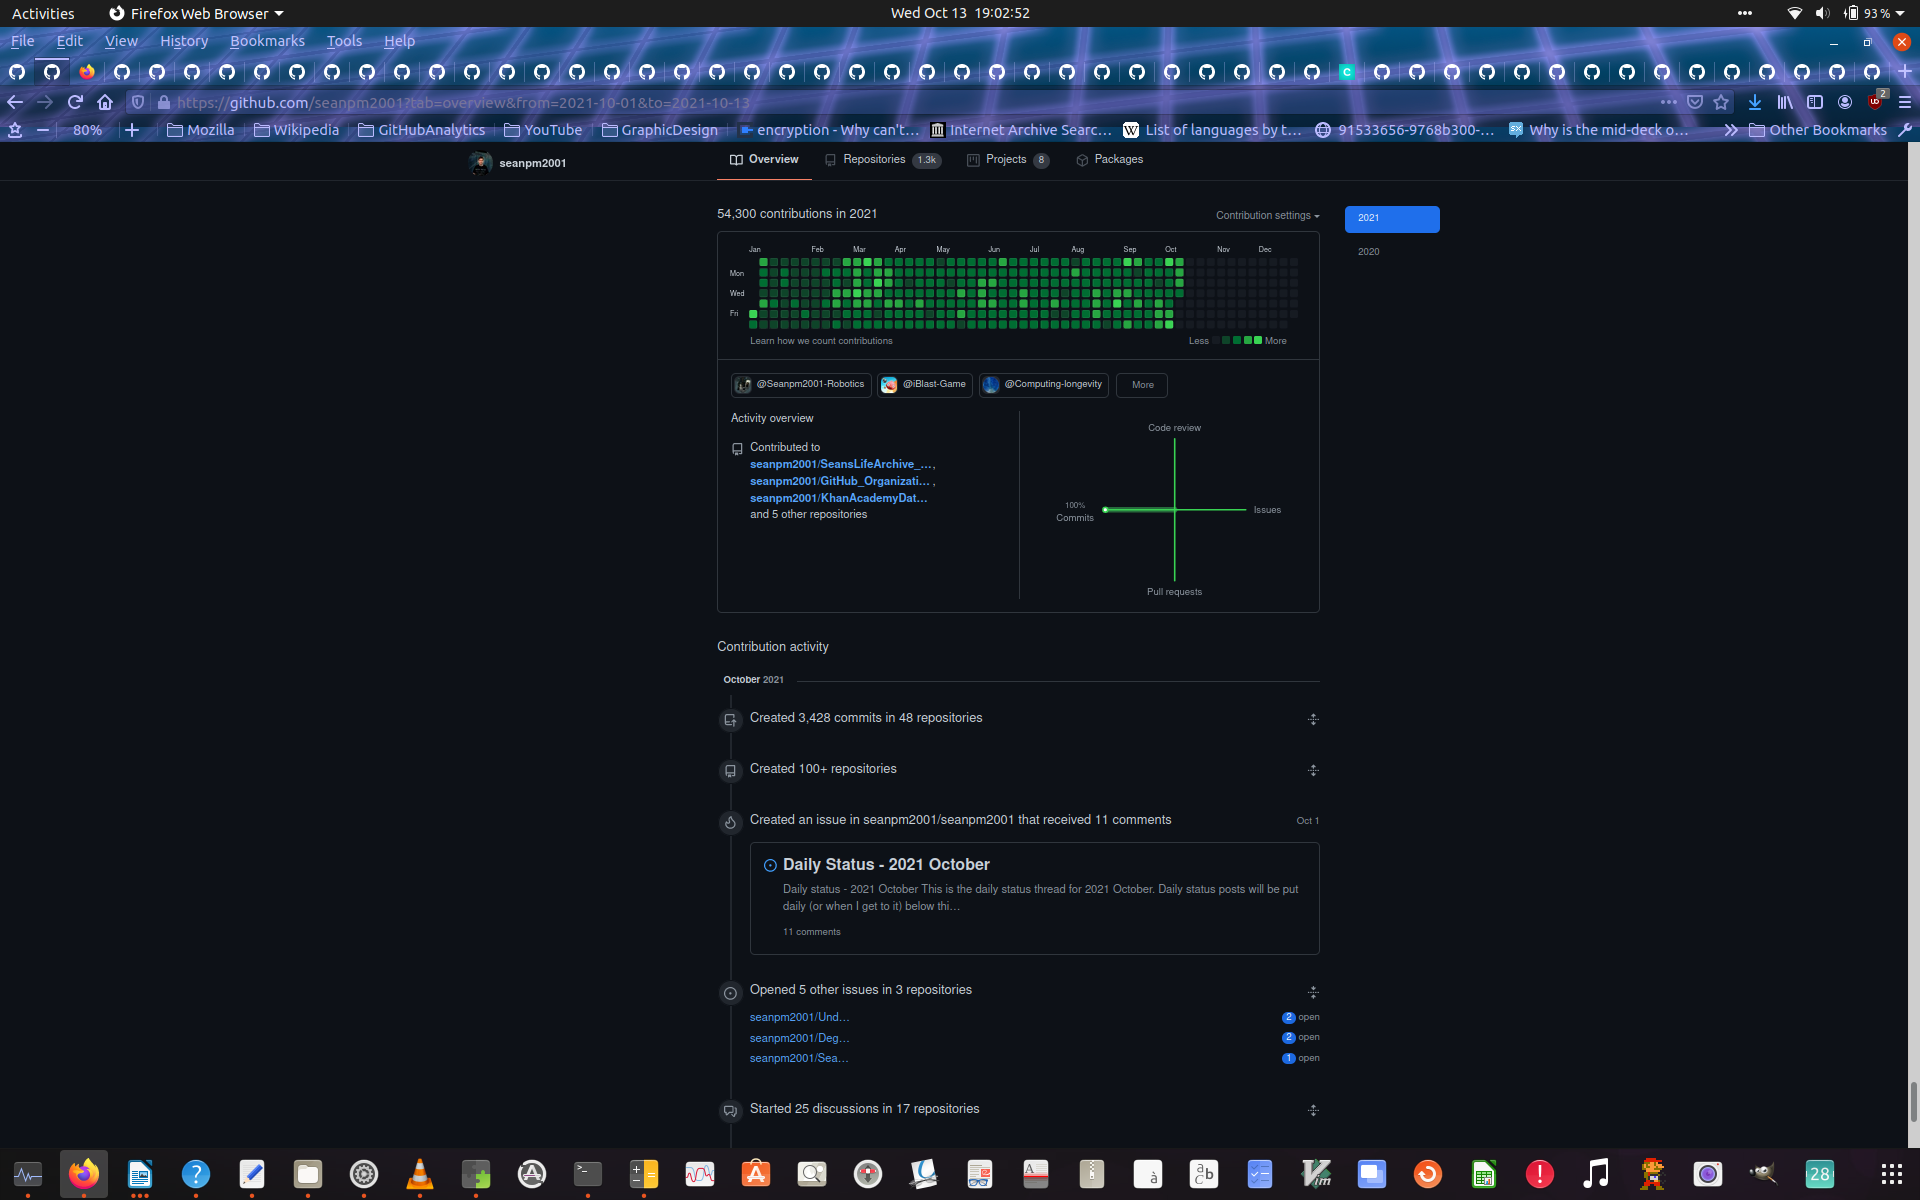 Activities
Firefox Web Browser
Wed Oct 13 19:02:52
93 %
File Edit View History Bookmarks Tools Help
https://github.com/seanpm2001?tab=overview&from=2021-10-01&to=2021-10-13
2
80%
Mozilla
Wikipedia
GitHubAnalytics
YouTube
GraphicDesign
encryption - Why can't…
Internet Archive Searc…
List of languages by t…
91533656-9768b300-…
Why is the mid-deck o…
Other Bookmarks
seanpm2001
Overview
Repositories 1.3k
Projects 8
Packages
54,300 contributions in 2021
Contribution settings
2021
2020
Jan Feb Mar Apr May Jun Jul Aug Sep Oct Nov Dec
Mon
Wed
Fri
Learn how we count contributions
Less More
@Seanpm2001-Robotics
@iBlast-Game
@Computing-longevity
More
Activity overview
Contributed to
seanpm2001/SeansLifeArchive_…,
seanpm2001/GitHub_Organizati… ,
seanpm2001/KhanAcademyDat…
and 5 other repositories
Code review
100%
Commits
Issues
Pull requests
Contribution activity
October 2021
Created 3,428 commits in 48 repositories
Created 100+ repositories
Created an issue in seanpm2001/seanpm2001 that received 11 comments
Oct 1
Daily Status - 2021 October
Daily status - 2021 October This is the daily status thread for 2021 October. Daily status posts will be put
daily (or when I get to it) below thi…
11 comments
Opened 5 other issues in 3 repositories
seanpm2001/Und…
2 open
seanpm2001/Deg…
2 open
seanpm2001/Sea…
1 open
Started 25 discussions in 17 repositories
28